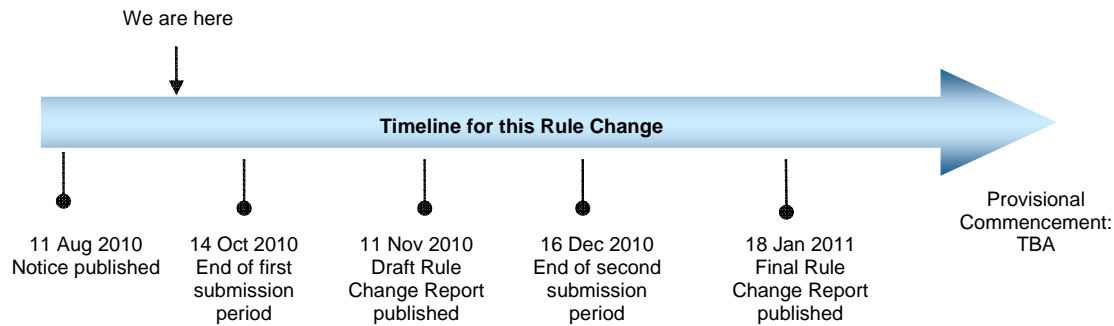 We are here
Timeline for this Rule Change
11 Aug 2010
Notice published
14 Oct 2010
End of first
submission
period
11 Nov 2010
Draft Rule
Change Report
published
16 Dec 2010
End of second
submission
period
18 Jan 2011
Final Rule
Change Report
published
Provisional
Commencement:
TBA